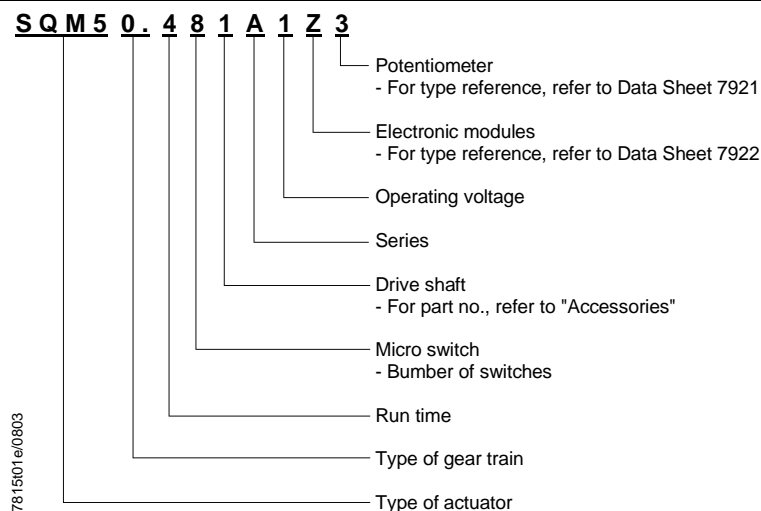 SQM50.481A1Z3
Potentiometer
- For type reference, refer to Data Sheet 7921
Electronic modules
- For type reference, refer to Data Sheet 7922
Operating voltage
Series
Drive shaft
- For part no., refer to "Accessories"
Micro switch
- Bumber of switches
Run time
Type of gear train
Type of actuator
7815t01e/0803